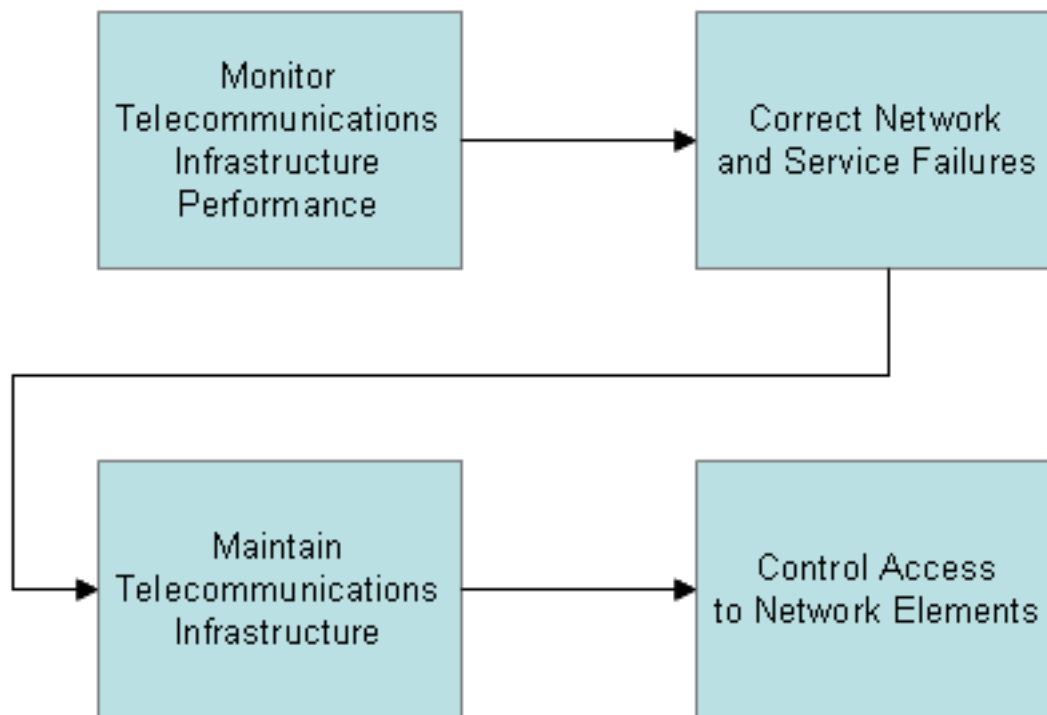 Monitor
Telecommunications
Infrastructure
Performance
Correct Network
and Service Failures
Maintain
Telecommunications
Infrastructure
Control Access
to Network Elements